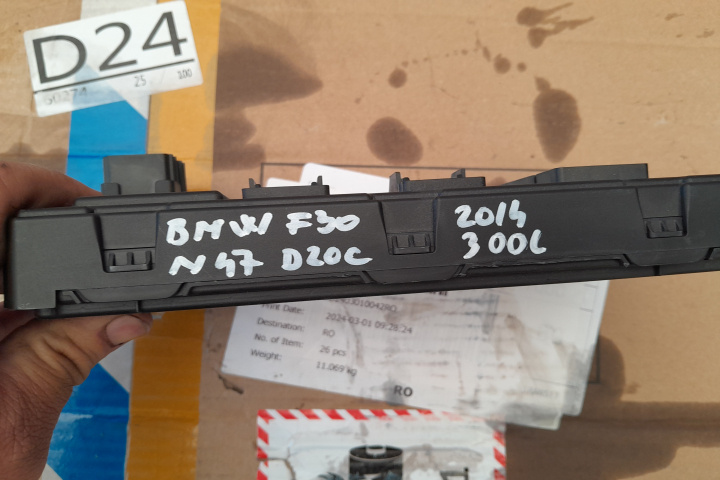 D24
25
100
BMW F30
N47 D20C
2014
300L
Print Date:
2024-03-01 09:28:24
Destination:
RO
No. of Item:
26 pcs
Weight:
11.069 kg
RO